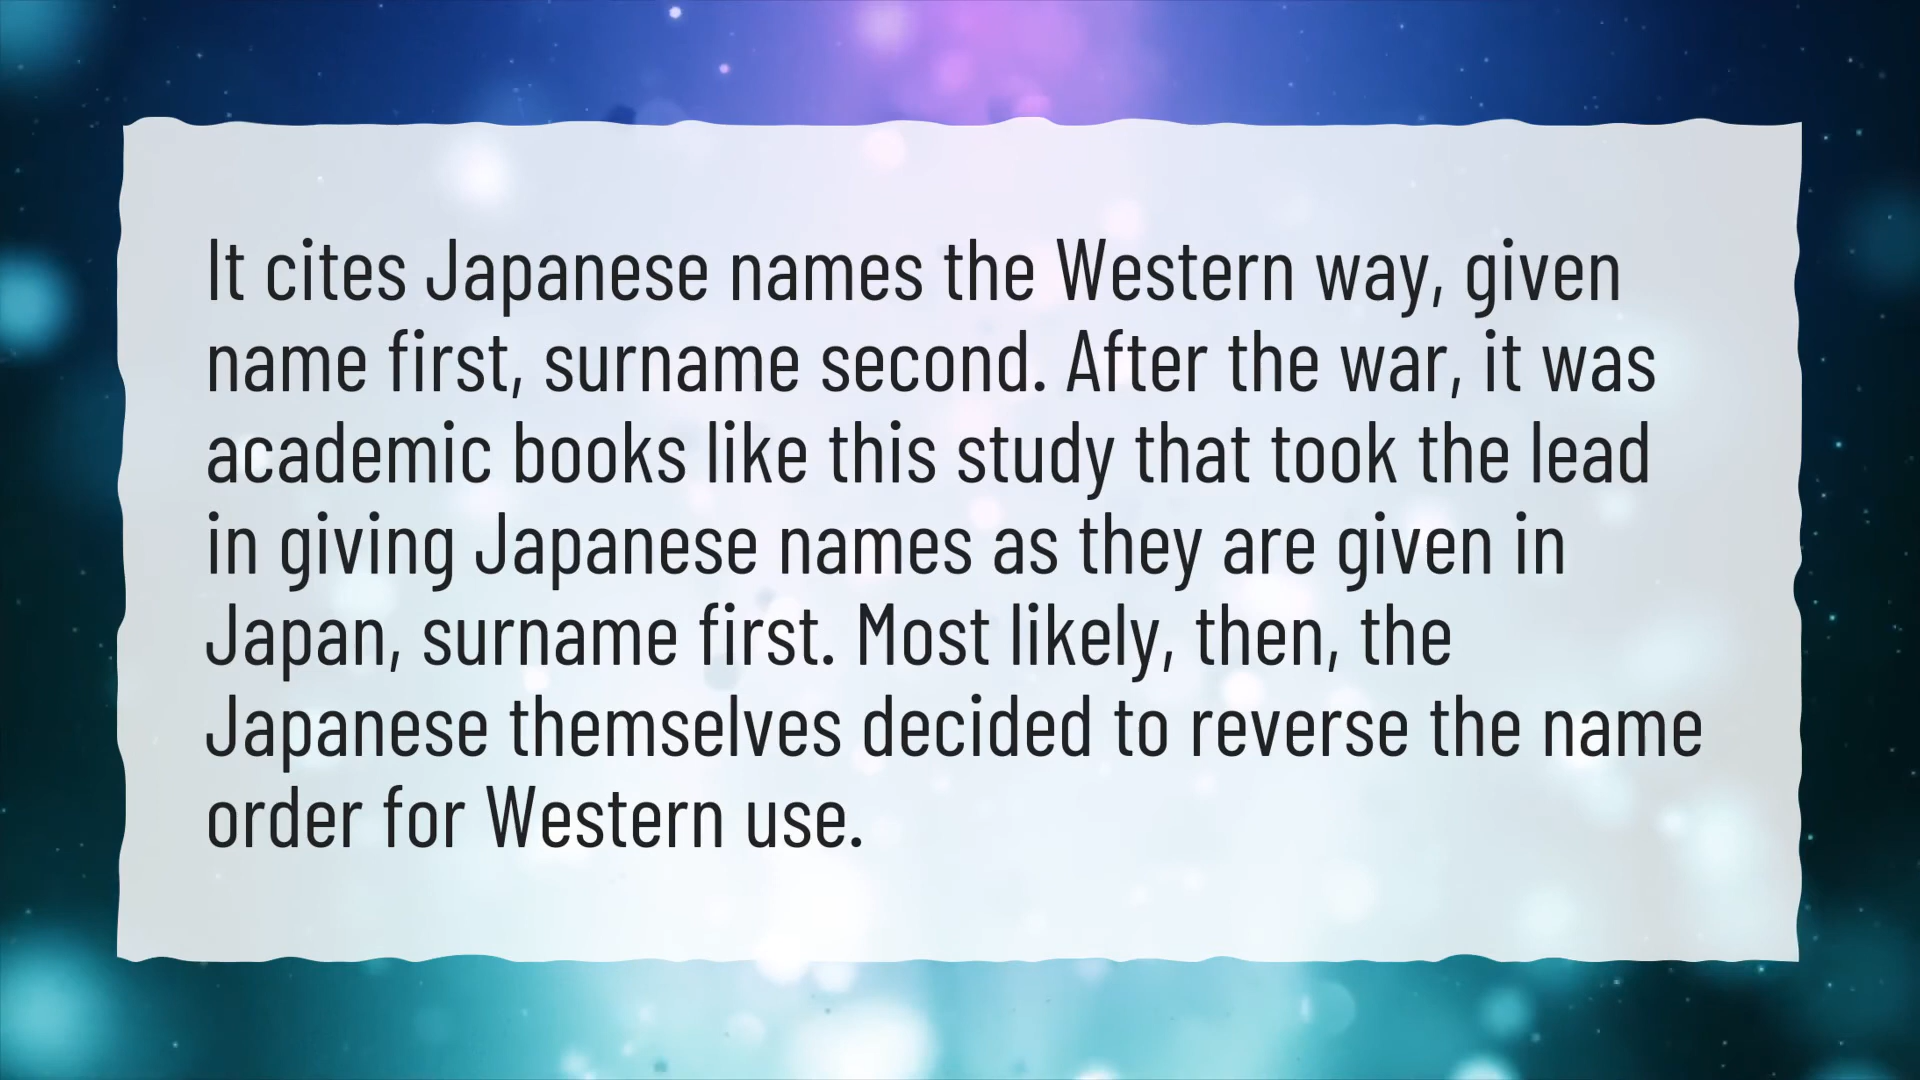 It cites Japanese names the Western way, given
name first, surname second. After the war, it was
academic books like this study that took the lead
in giving Japanese names as they are given in
Japan, surname first. Most likely, then, the
Japanese themselves decided to reverse the name
order for Western use.